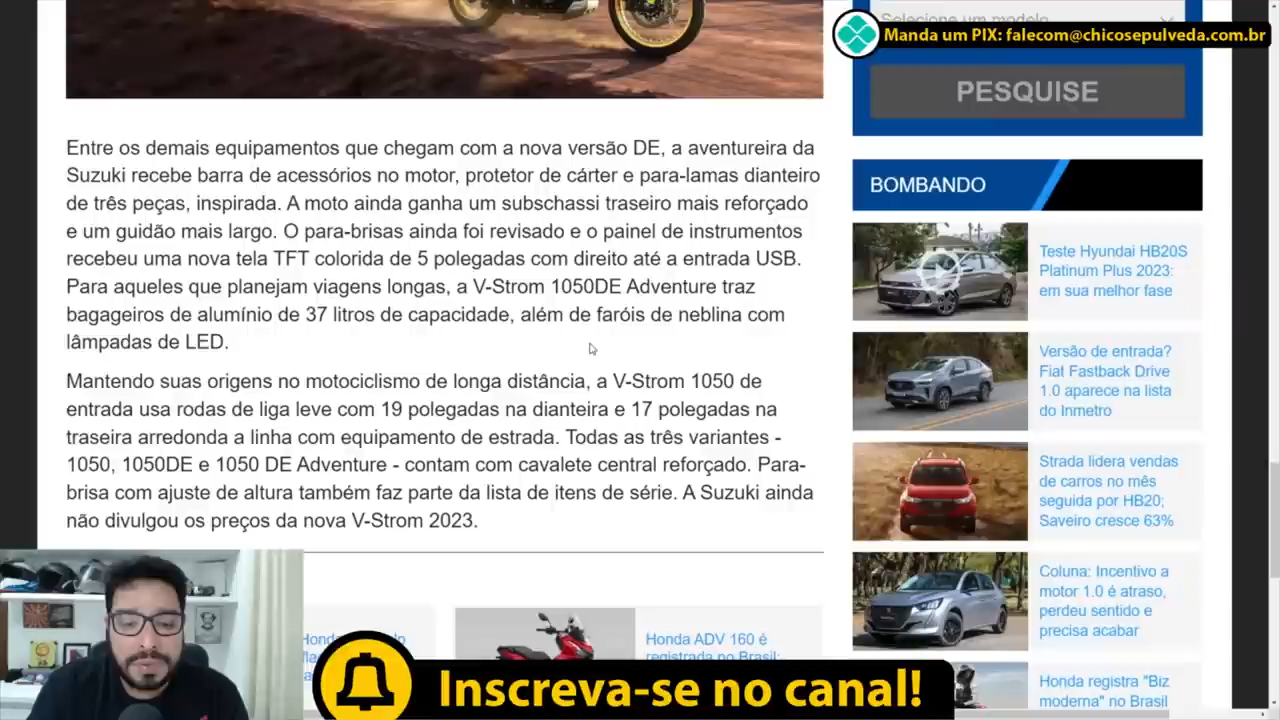 Selecione um modelo
Manda um PIX: falecom@chicosepulveda.com.br
PESQUISE
Entre os demais equipamentos que chegam com a nova versão DE, a aventureira da
Suzuki recebe barra de acessórios no motor, protetor de cárter e para-lamas dianteiro
de três peças, inspirada. A moto ainda ganha um subschassi traseiro mais reforçado
e um guidão mais largo. O para-brisas ainda foi revisado e o painel de instrumentos
recebeu uma nova tela TFT colorida de 5 polegadas com direito até a entrada USB.
Para aqueles que planejam viagens longas, a V-Strom 1050DE Adventure traz
bagageiros de alumínio de 37 litros de capacidade, além de faróis de neblina com
lâmpadas de LED.
Mantendo suas origens no motociclismo de longa distância, a V-Strom 1050 de
entrada usa rodas de liga leve com 19 polegadas na dianteira e 17 polegadas na
traseira arredonda a linha com equipamento de estrada. Todas as três variantes -
1050, 1050DE e 1050 DE Adventure - contam com cavalete central reforçado. Para-
brisa com ajuste de altura também faz parte da lista de itens de série. A Suzuki ainda
não divulgou os preços da nova V-Strom 2023.
BOMBANDO
Teste Hyundai HB20S
Platinum Plus 2023:
em sua melhor fase
Versão de entrada?
Fiat Fastback Drive
1.0 aparece na lista
do Inmetro
Strada lidera vendas
de carros no mês
seguida por HB20;
Saveiro cresce 63%
Coluna: Incentivo a
motor 1.0 é atraso,
perdeu sentido e
precisa acabar
Honda registra "Biz
moderna" no Brasil
Honda
Honda ADV 160 é
registrada no Brasil;
Inscreva-se no canal!